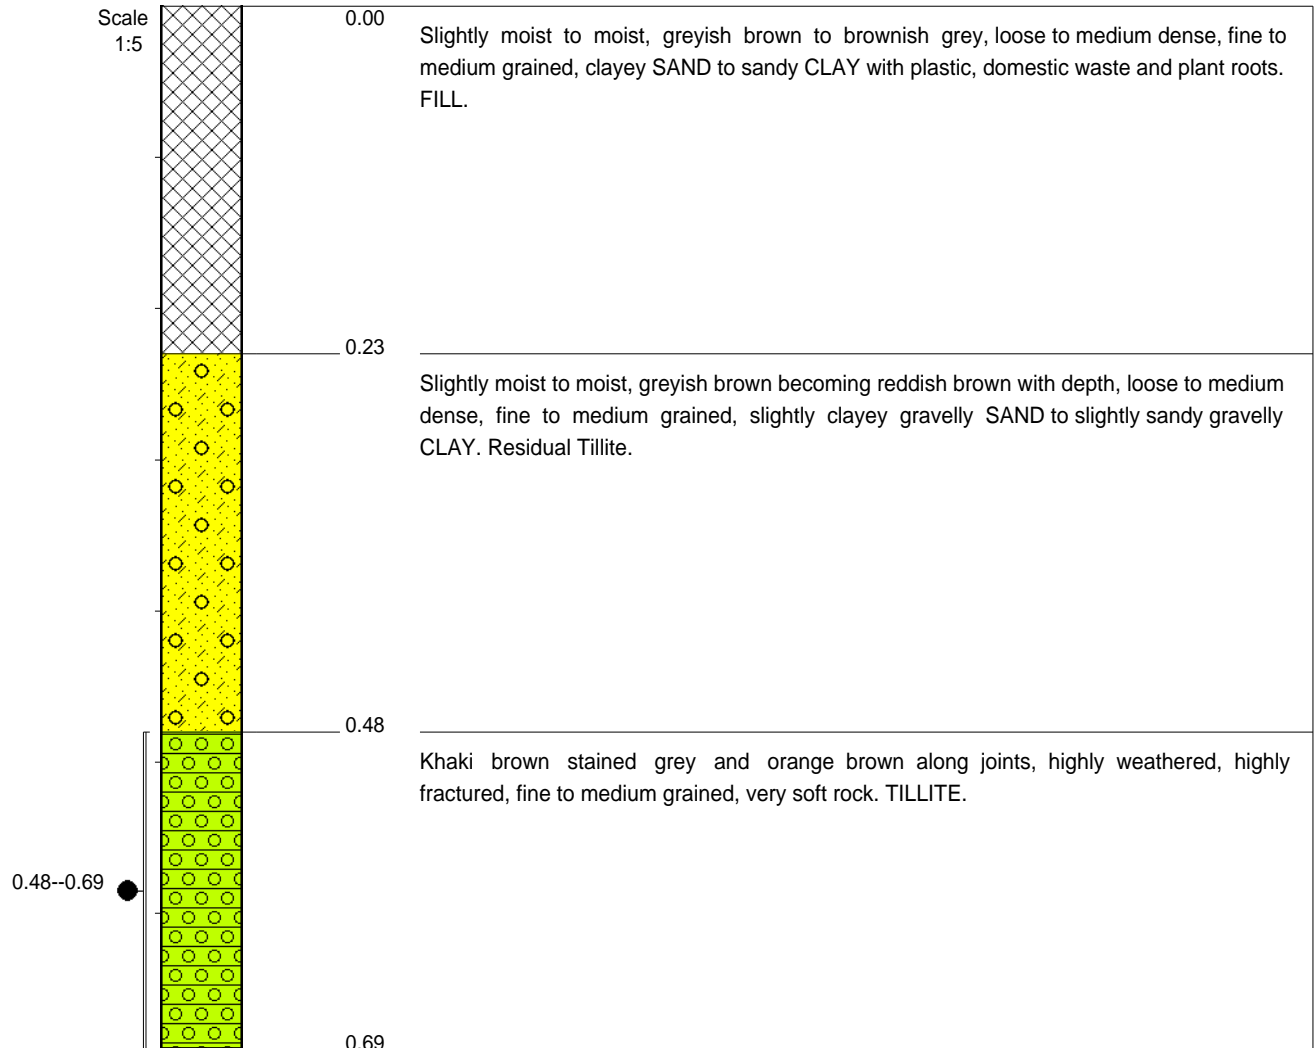 Scale
1:5
0.00
Slightly moist to moist, greyish brown to brownish grey, loose to medium dense, fine to
medium grained, clayey SAND to sandy CLAY with plastic, domestic waste and plant roots.
FILL.
0.23
Slightly moist to moist, greyish brown becoming reddish brown with depth, loose to medium
dense, fine to medium grained, slightly clayey gravelly SAND to slightly sandy gravelly
CLAY. Residual Tillite.
0.48
Khaki brown stained grey and orange brown along joints, highly weathered, highly
fractured, fine to medium grained, very soft rock. TILLITE.
0.48--0.69
0.69